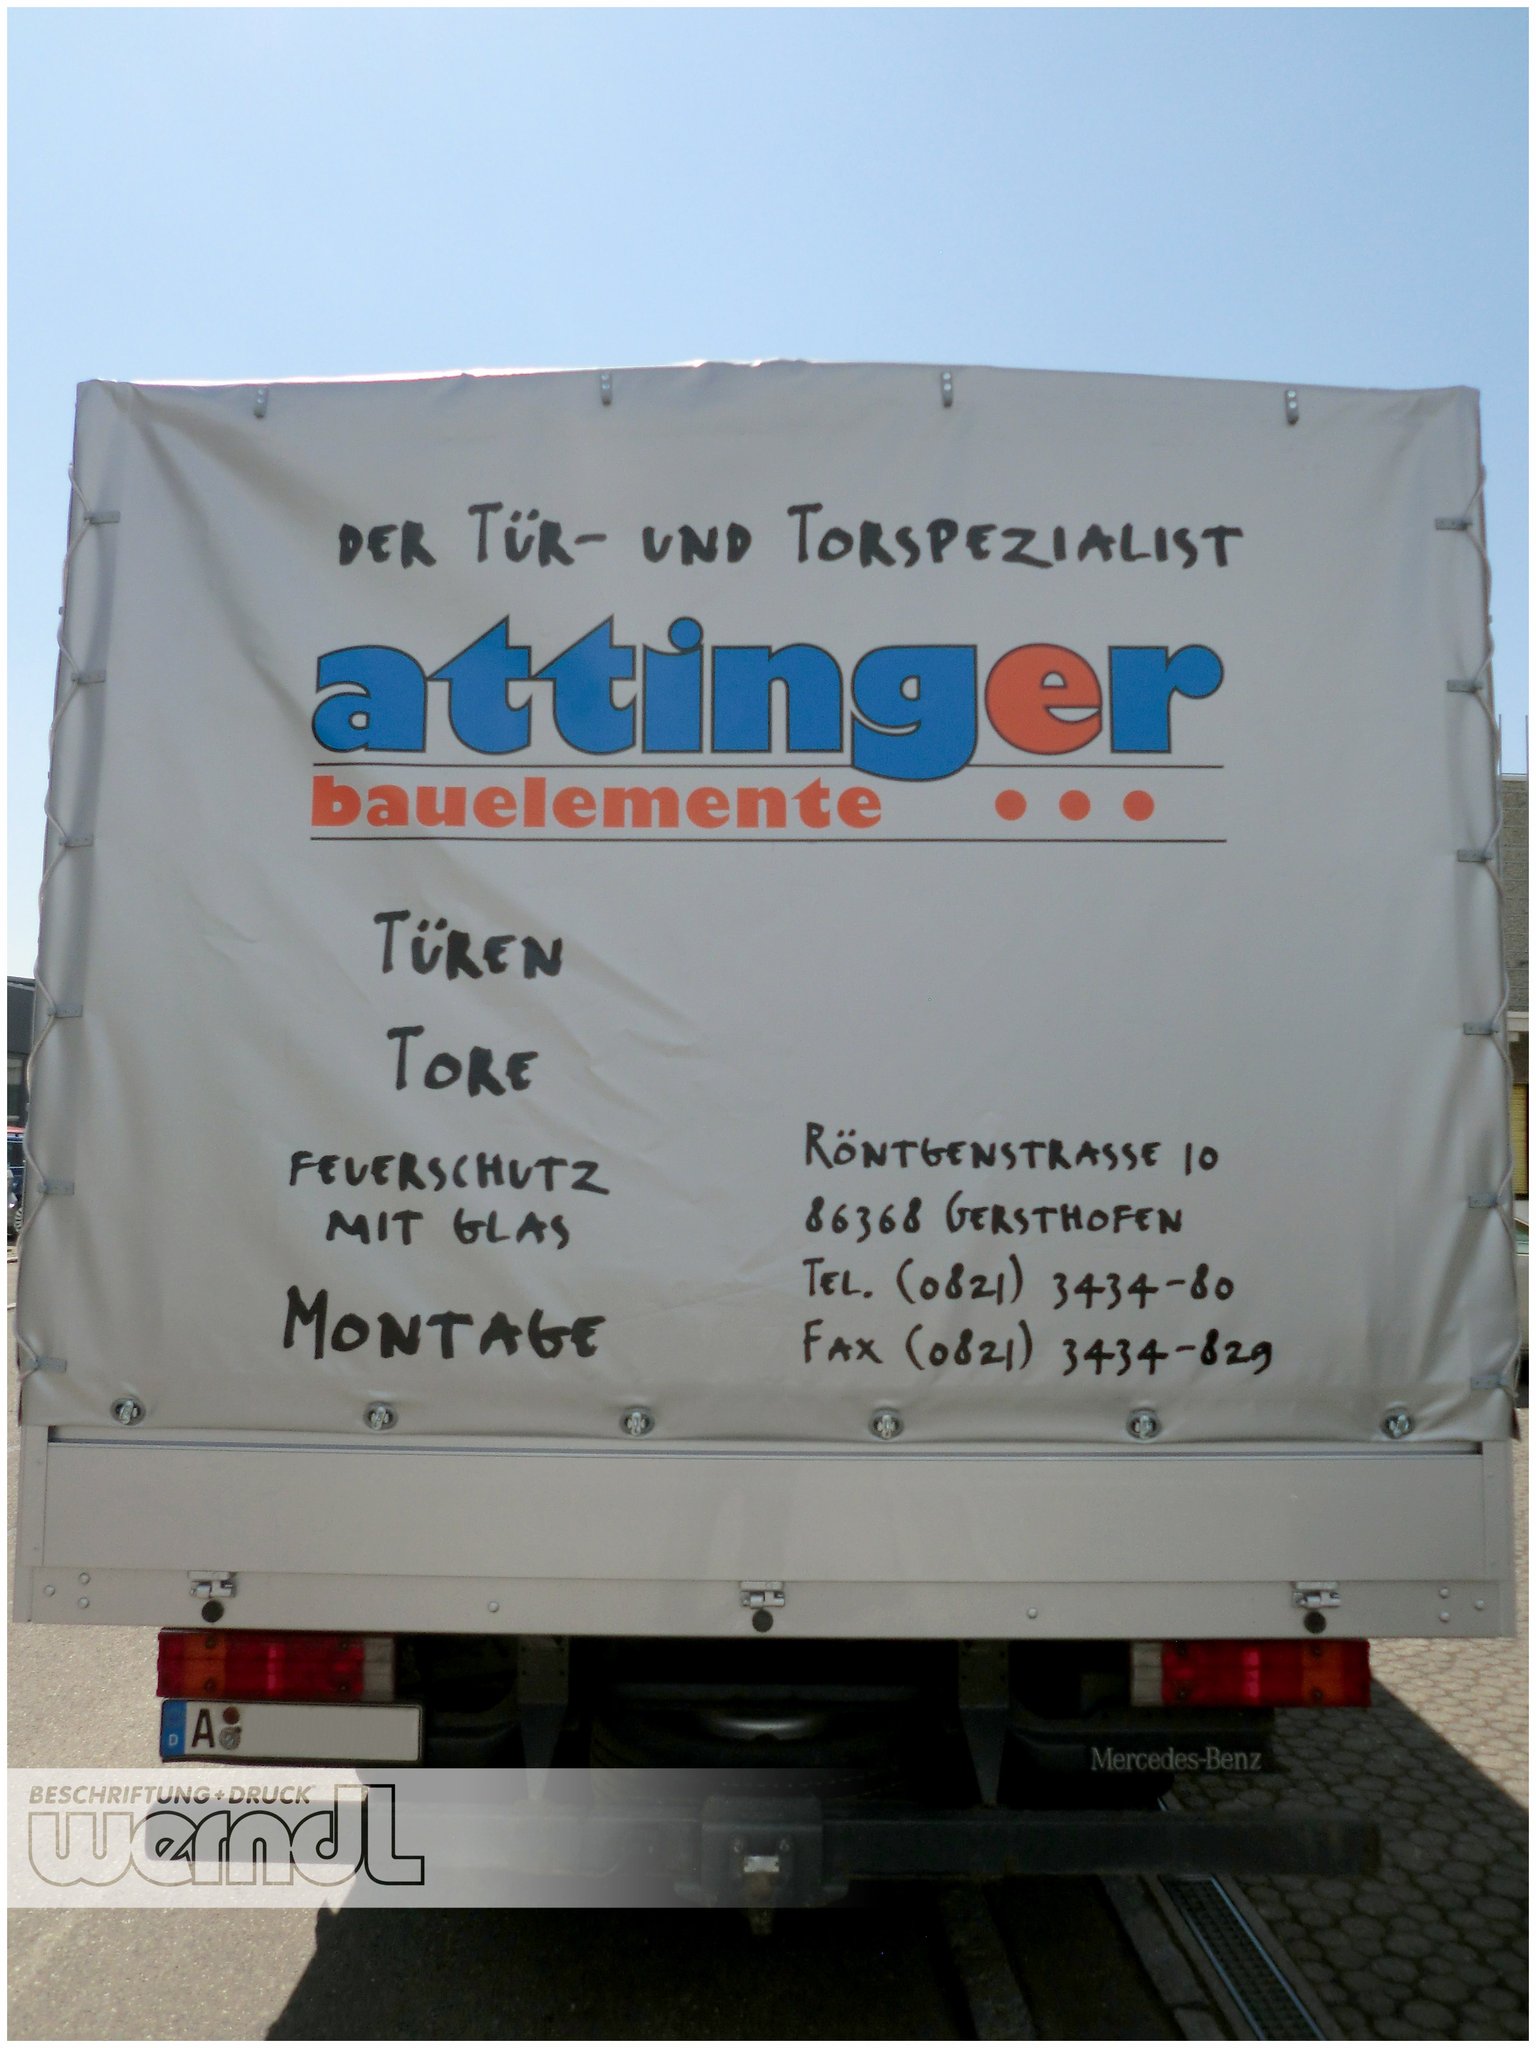 DER TÜR- UND TORSPEZIALIST
attinger
bauelemente ...
TÜREN
TORE
FEUERSCHUTZ
MIT GLAS
MONTAGE
RÖNTGENSTRASSE 10
86368 GERSTHOFEN
TEL. (0821) 3434-80
FAX (0821) 3434-829
D A
Mercedes-Benz
BESCHRIFTUNG+DRUCK
werndl